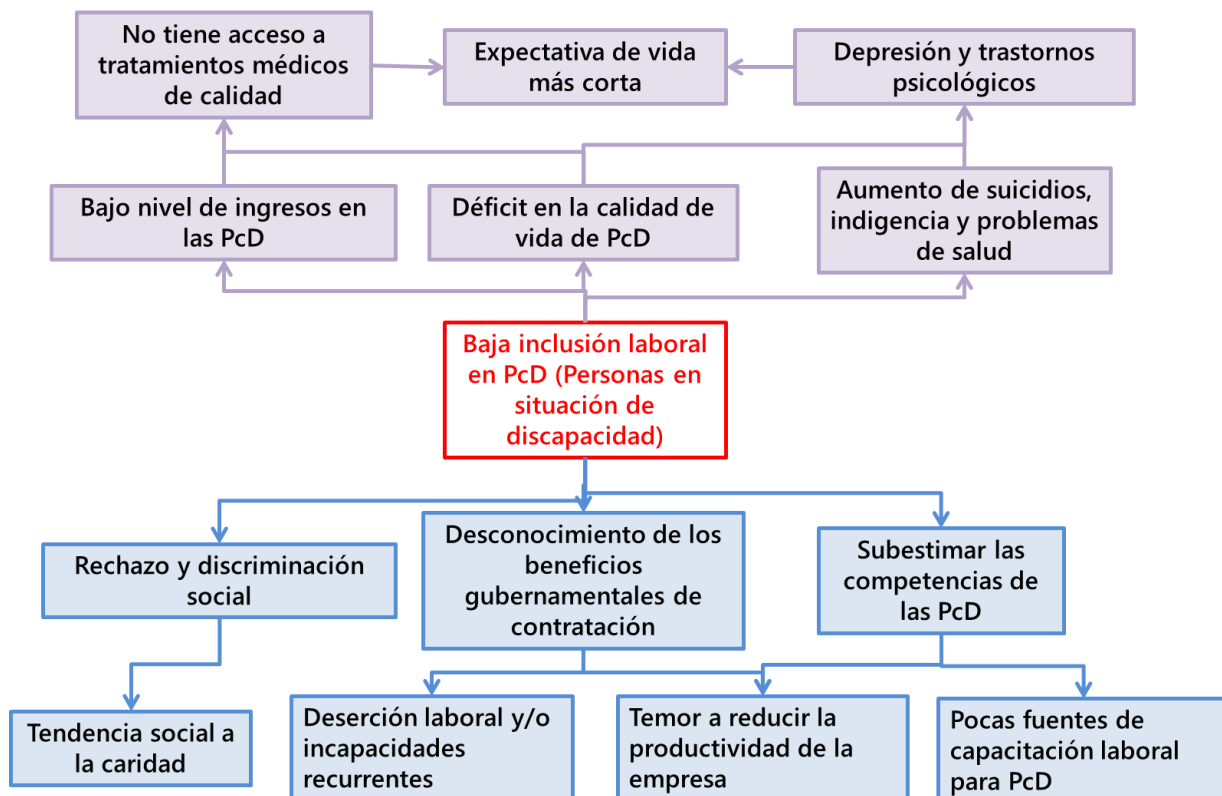 No tiene acceso a
tratamientos médicos
de calidad
Expectativa de vida
más corta
Depresión y trastornos
psicológicos
Bajo nivel de ingresos en
las PcD
Déficit en la calidad de
vida de PcD
Aumento de suicidios,
indigencia y problemas
de salud
Baja inclusión laboral
en PcD (Personas en
situación de
discapacidad)
Rechazo y discriminación
social
Desconocimiento de los
beneficios
gubernamentales de
contratación
Subestimar las
competencias de
las PcD
Tendencia social a
la caridad
Deserción laboral y/o
incapacidades
recurrentes
Temor a reducir la
productividad de la
empresa
Pocas fuentes de
capacitación laboral
para PcD